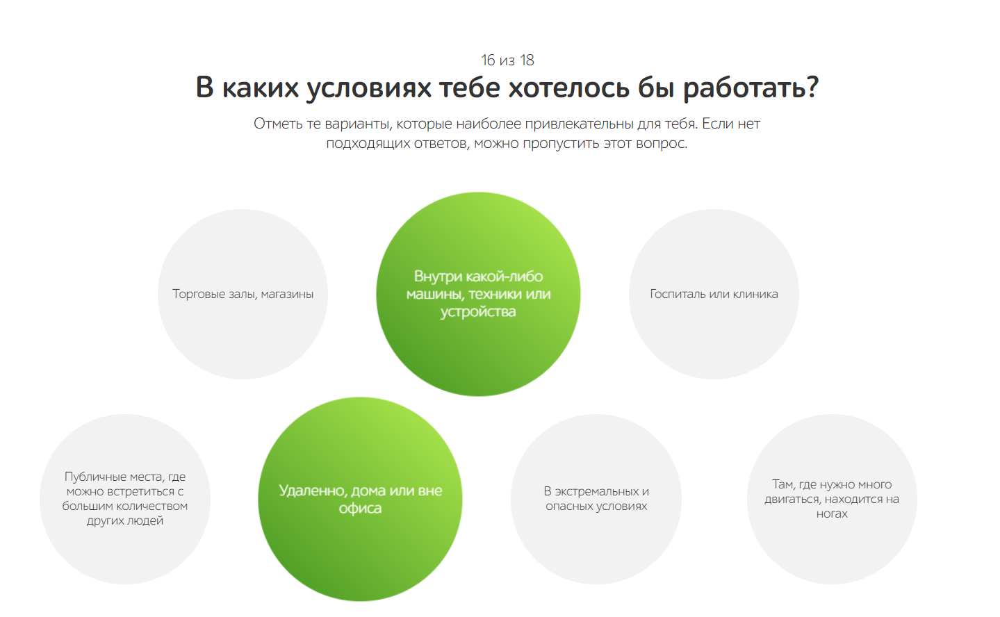 16 из 18
В каких условиях тебе хотелось бы работать?
Отметь те варианты, которые наиболее привлекательны для тебя. Если нет
подходящих ответов, можно пропустить этот вопрос.
Торговые залы, магазины
Внутри какой-либо
машины, техники или
устройства
Госпиталь или клиника
Публичные места, где
можно встретиться с
большим количеством
других людей
Удаленно, дома или вне
офиса
В экстремальных и
опасных условиях
Там, где нужно много
двигаться, находится на
ногах